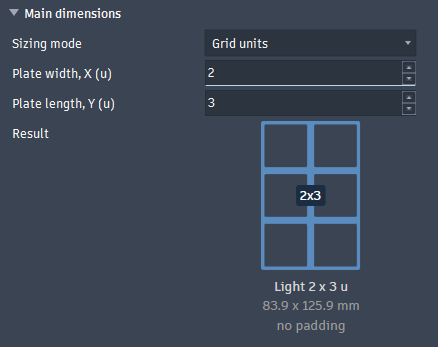 Main dimensions
Sizing mode Grid units
Plate width, X (u) 2
Plate length, Y (u) 3
Result
2x3
Light 2 x 3 u
83.9 x 125.9 mm
no padding